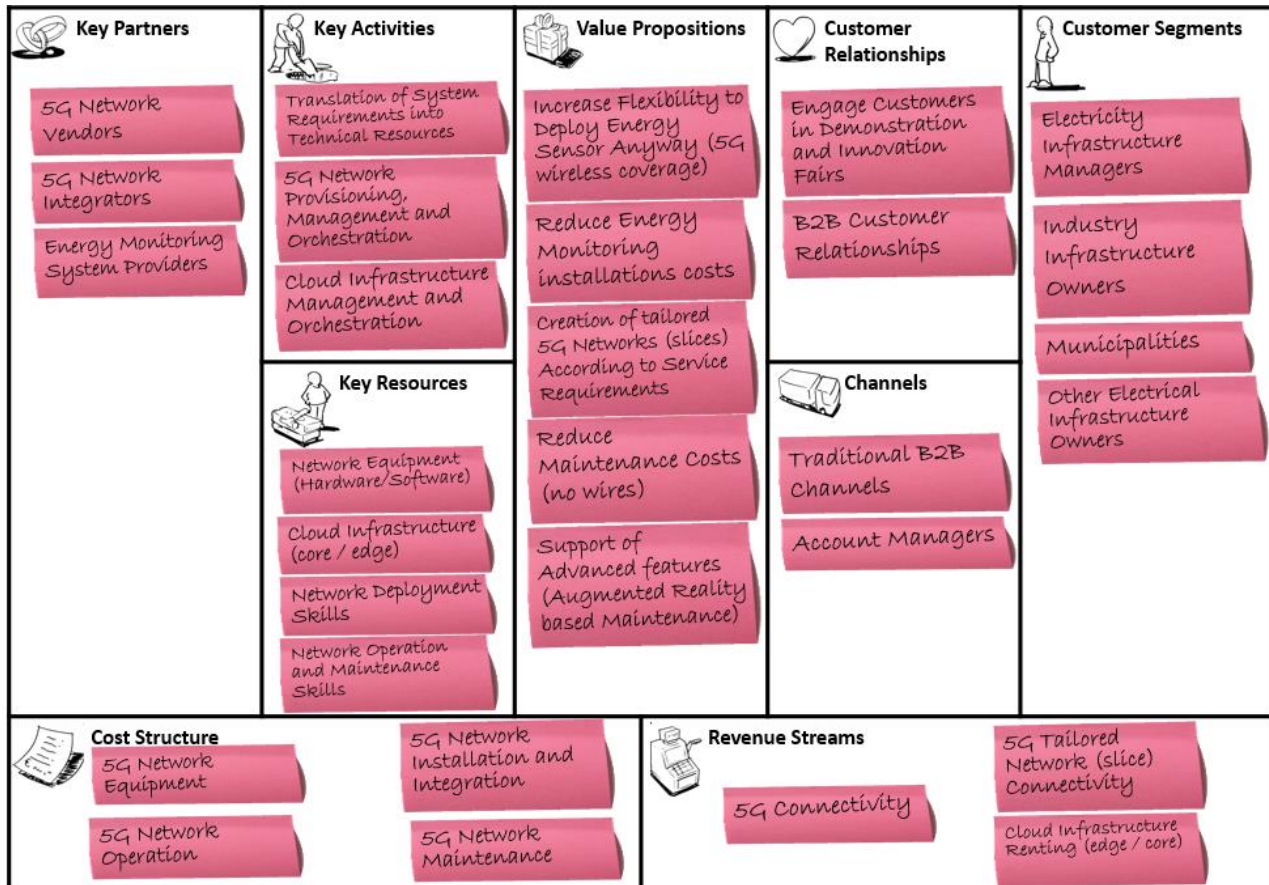 Key Partners
5G Network
Vendors
5G Network
Integrators
Energy Monitoring
System Providers
Key Activities
Translation of System
Requirements into
Technical Resources
5G Network
Provisioning,
Management and
Orchestration
Cloud Infrastructure
Management and
Orchestration
Key Resources
Network Equipment
(Hardware/Software)
Cloud Infrastructure
(core / edge)
Network Deployment
Skills
Network Operation
and Maintenance
Skills
Value Propositions
Increase Flexibility to
Deploy Energy
Sensor Anyway (5G
wireless coverage)
Reduce Energy
Monitoring
installations costs
Creation of tailored
5G Networks (slices)
According to Service
Requirements
Reduce
Maintenance Costs
(no wires)
Support of
Advanced features
(Augmented Reality
based Maintenance)
Customer
Relationships
Engage Customers
in Demonstration
and Innovation
Fairs
B2B Customer
Relationships
Channels
Traditional B2B
Channels
Account Managers
Customer Segments
Electricity
Infrastructure
Managers
Industry
Infrastructure
Owners
Municipalities
Other Electrical
Infrastructure
Owners
Cost Structure
5G Network
Equipment
5G Network
Operation
5G Network
Installation and
Integration
5G Network
Maintenance
Revenue Streams
5G Connectivity
5G Tailored
Network (slice)
Connectivity
Cloud Infrastructure
Renting (edge / core)